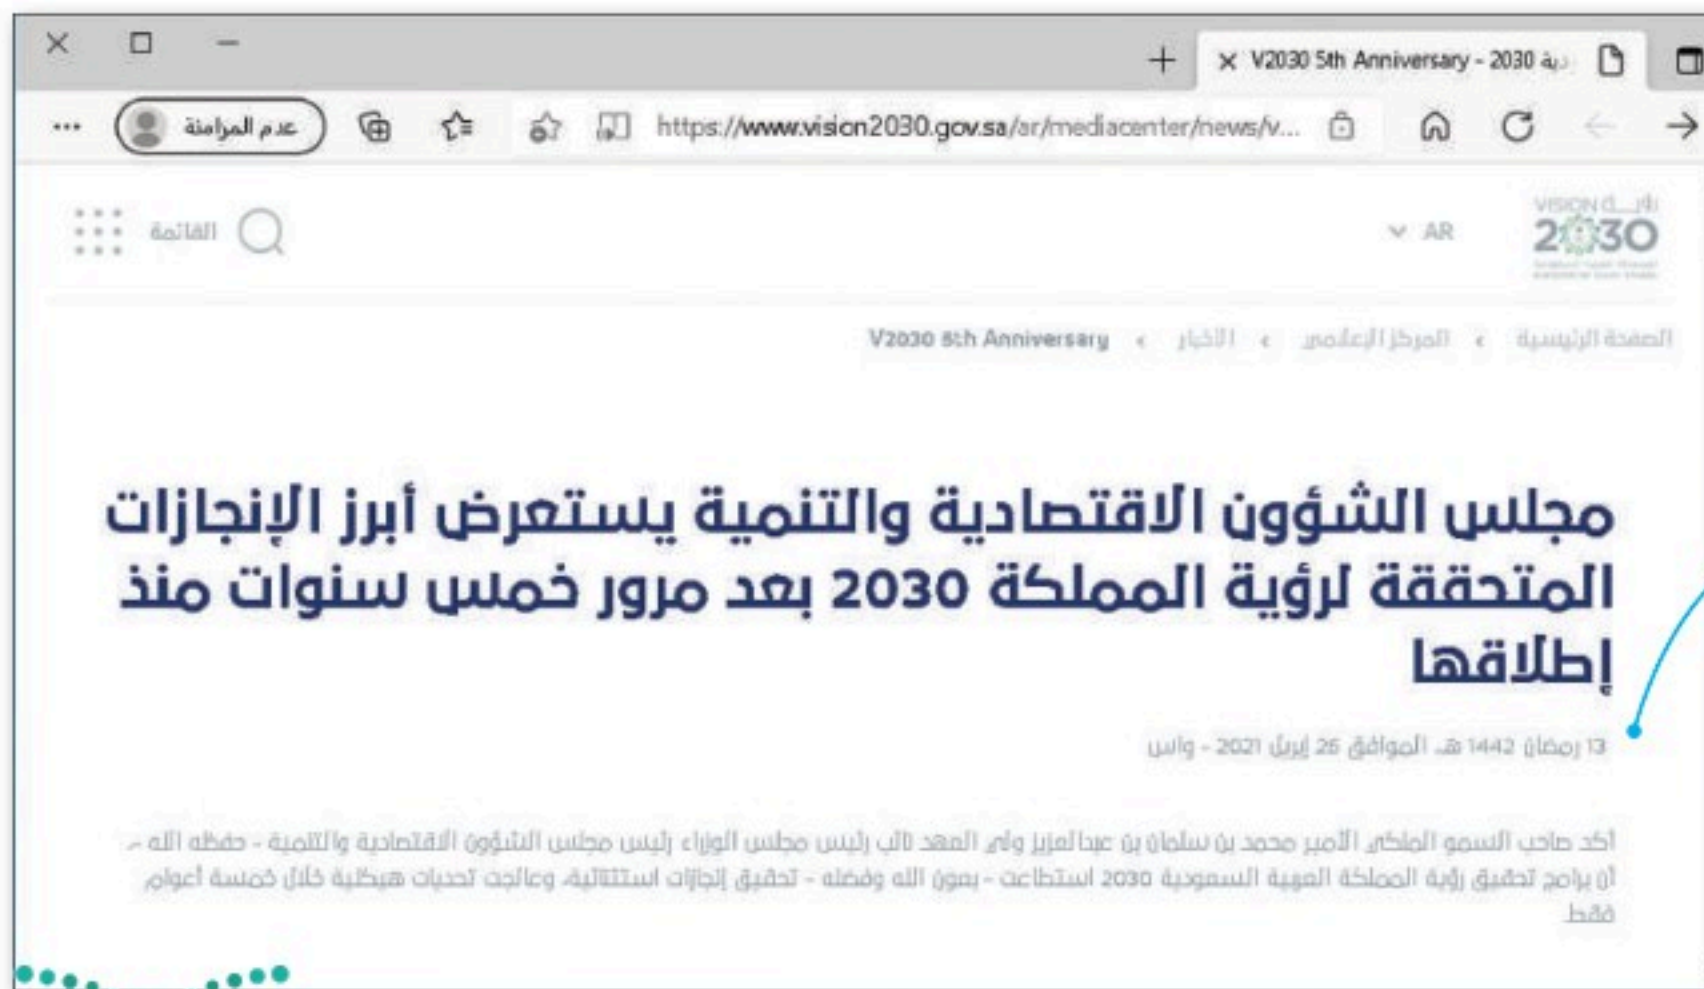 V2030 5th Anniversary - 2030 دية
https://www.vision2030.gov.sa/ar/mediacenter/news/v...
عدم المزامنة
VISION رؤيـــة
2030
AR
القائمة
الصفحة الرئيسية › المركز الإعلامي › الأخبار › V2030 5th Anniversary
مجلس الشؤون الاقتصادية والتنمية يستعرض أبرز الإنجازات
المتحققة لرؤية المملكة 2030 بعد مرور خمس سنوات منذ
إطلاقها
13 رمضان 1442 هـ الموافق 26 إبريل 2021 - واس
أكد صاحب السمو الملكي الأمير محمد بن سلمان بن عبدالعزيز ولي العهد نائب رئيس مجلس الوزراء رئيس مجلس الشؤون الاقتصادية والتنمية - حفظه الله -
أن برامج تحقيق رؤية المملكة العربية السعودية 2030 استطاعت - بعون الله وفضله - تحقيق إنجازات استثنائية، وعالجت تحديات هيكلية خلال خمسة أعوام
فقط